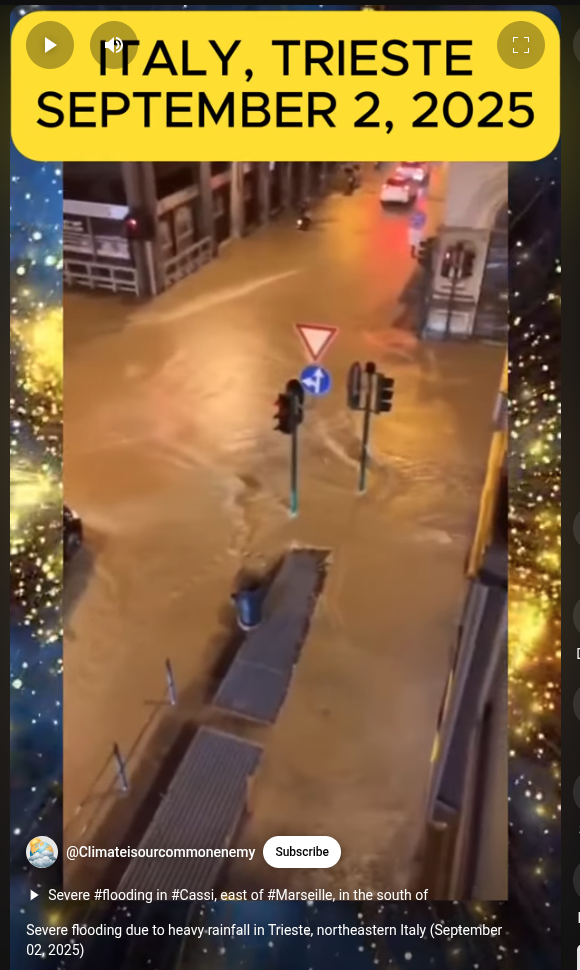 ITALY, TRIESTE
SEPTEMBER 2, 2025
@Climateisourcommonenemy
Subscribe
Severe #flooding in #Cassi, east of #Marseille, in the south of
Severe flooding due to heavy rainfall in Trieste, northeastern Italy (September
02, 2025)